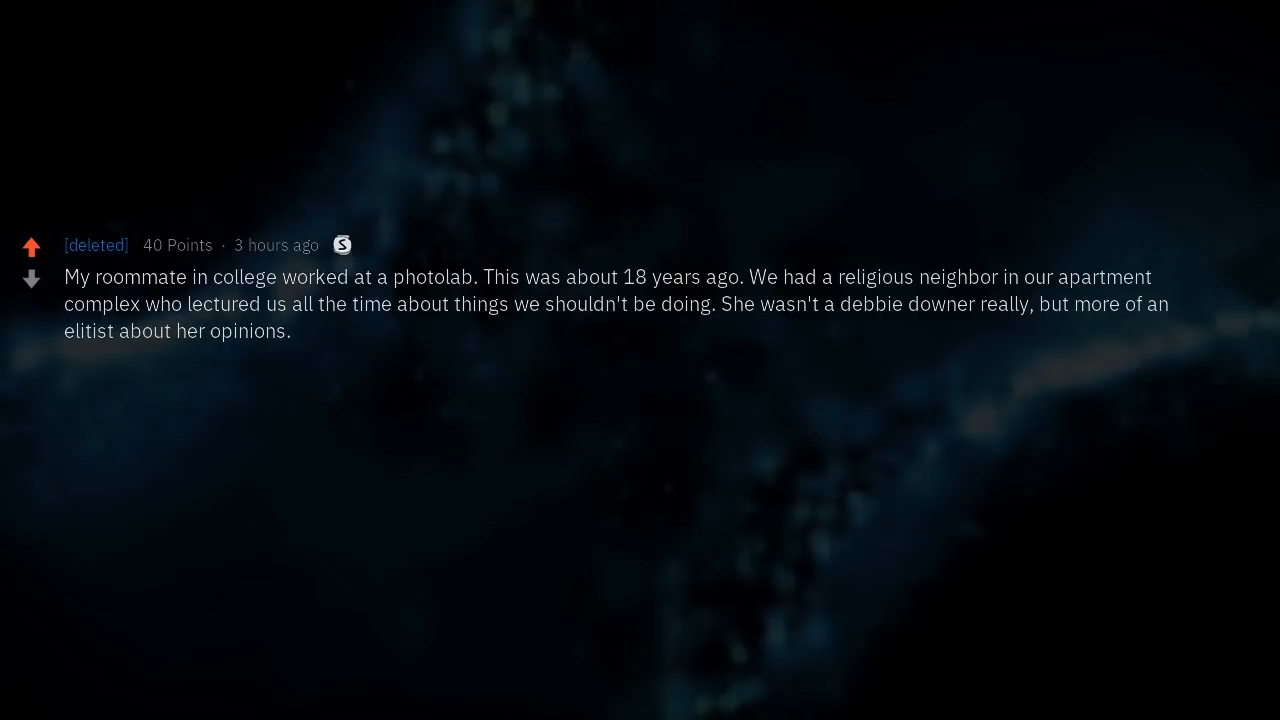 [deleted] 40 Points · 3 hours ago S
My roommate in college worked at a photolab. This was about 18 years ago. We had a religious neighbor in our apartment
complex who lectured us all the time about things we shouldn't be doing. She wasn't a debbie downer really, but more of an
elitist about her opinions.